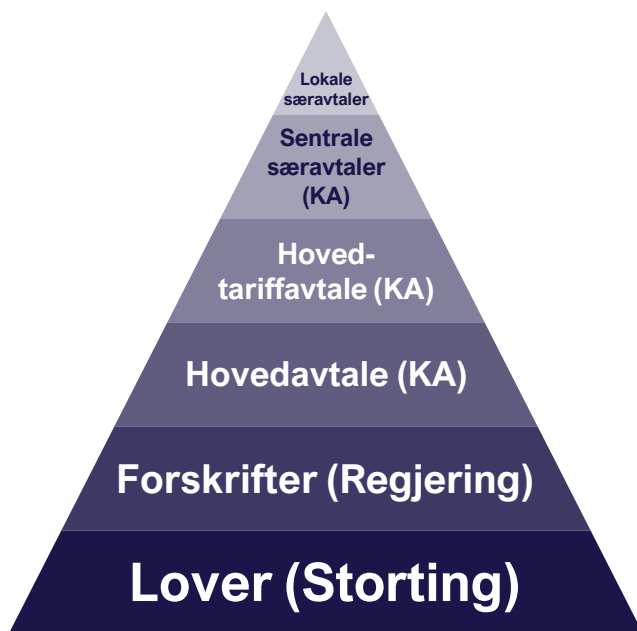 Lokale
særavtaler
Sentrale
særavtaler
(KA)
Hoved-
tariffavtale (KA)
Hovedavtale (KA)
Forskrifter (Regjering)
Lover (Storting)